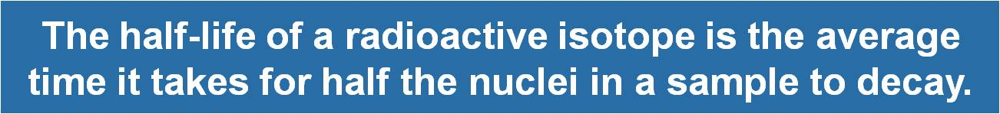 The half-life of a radioactive isotope is the average
time it takes for half the nuclei in a sample to decay.